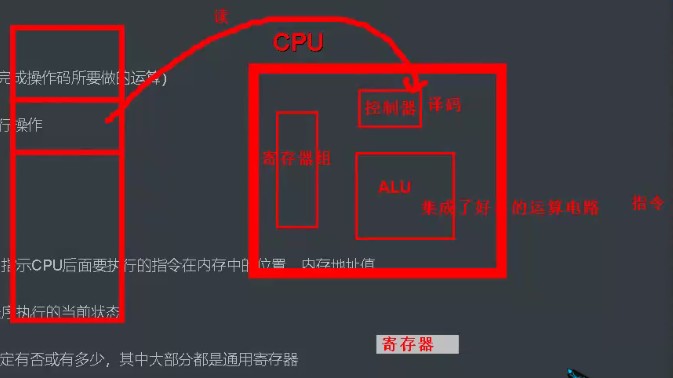 读
CPU
完成操作码所要做的运算)
控制器 译码
行操作
寄存器组
ALU
集成了好 的运算电路 指令
指示CPU后面要执行的指令在内存中的位置 内存地址值
序执行的当前状态
寄存器
定有否或有多少，其中大部分都是通用寄存器